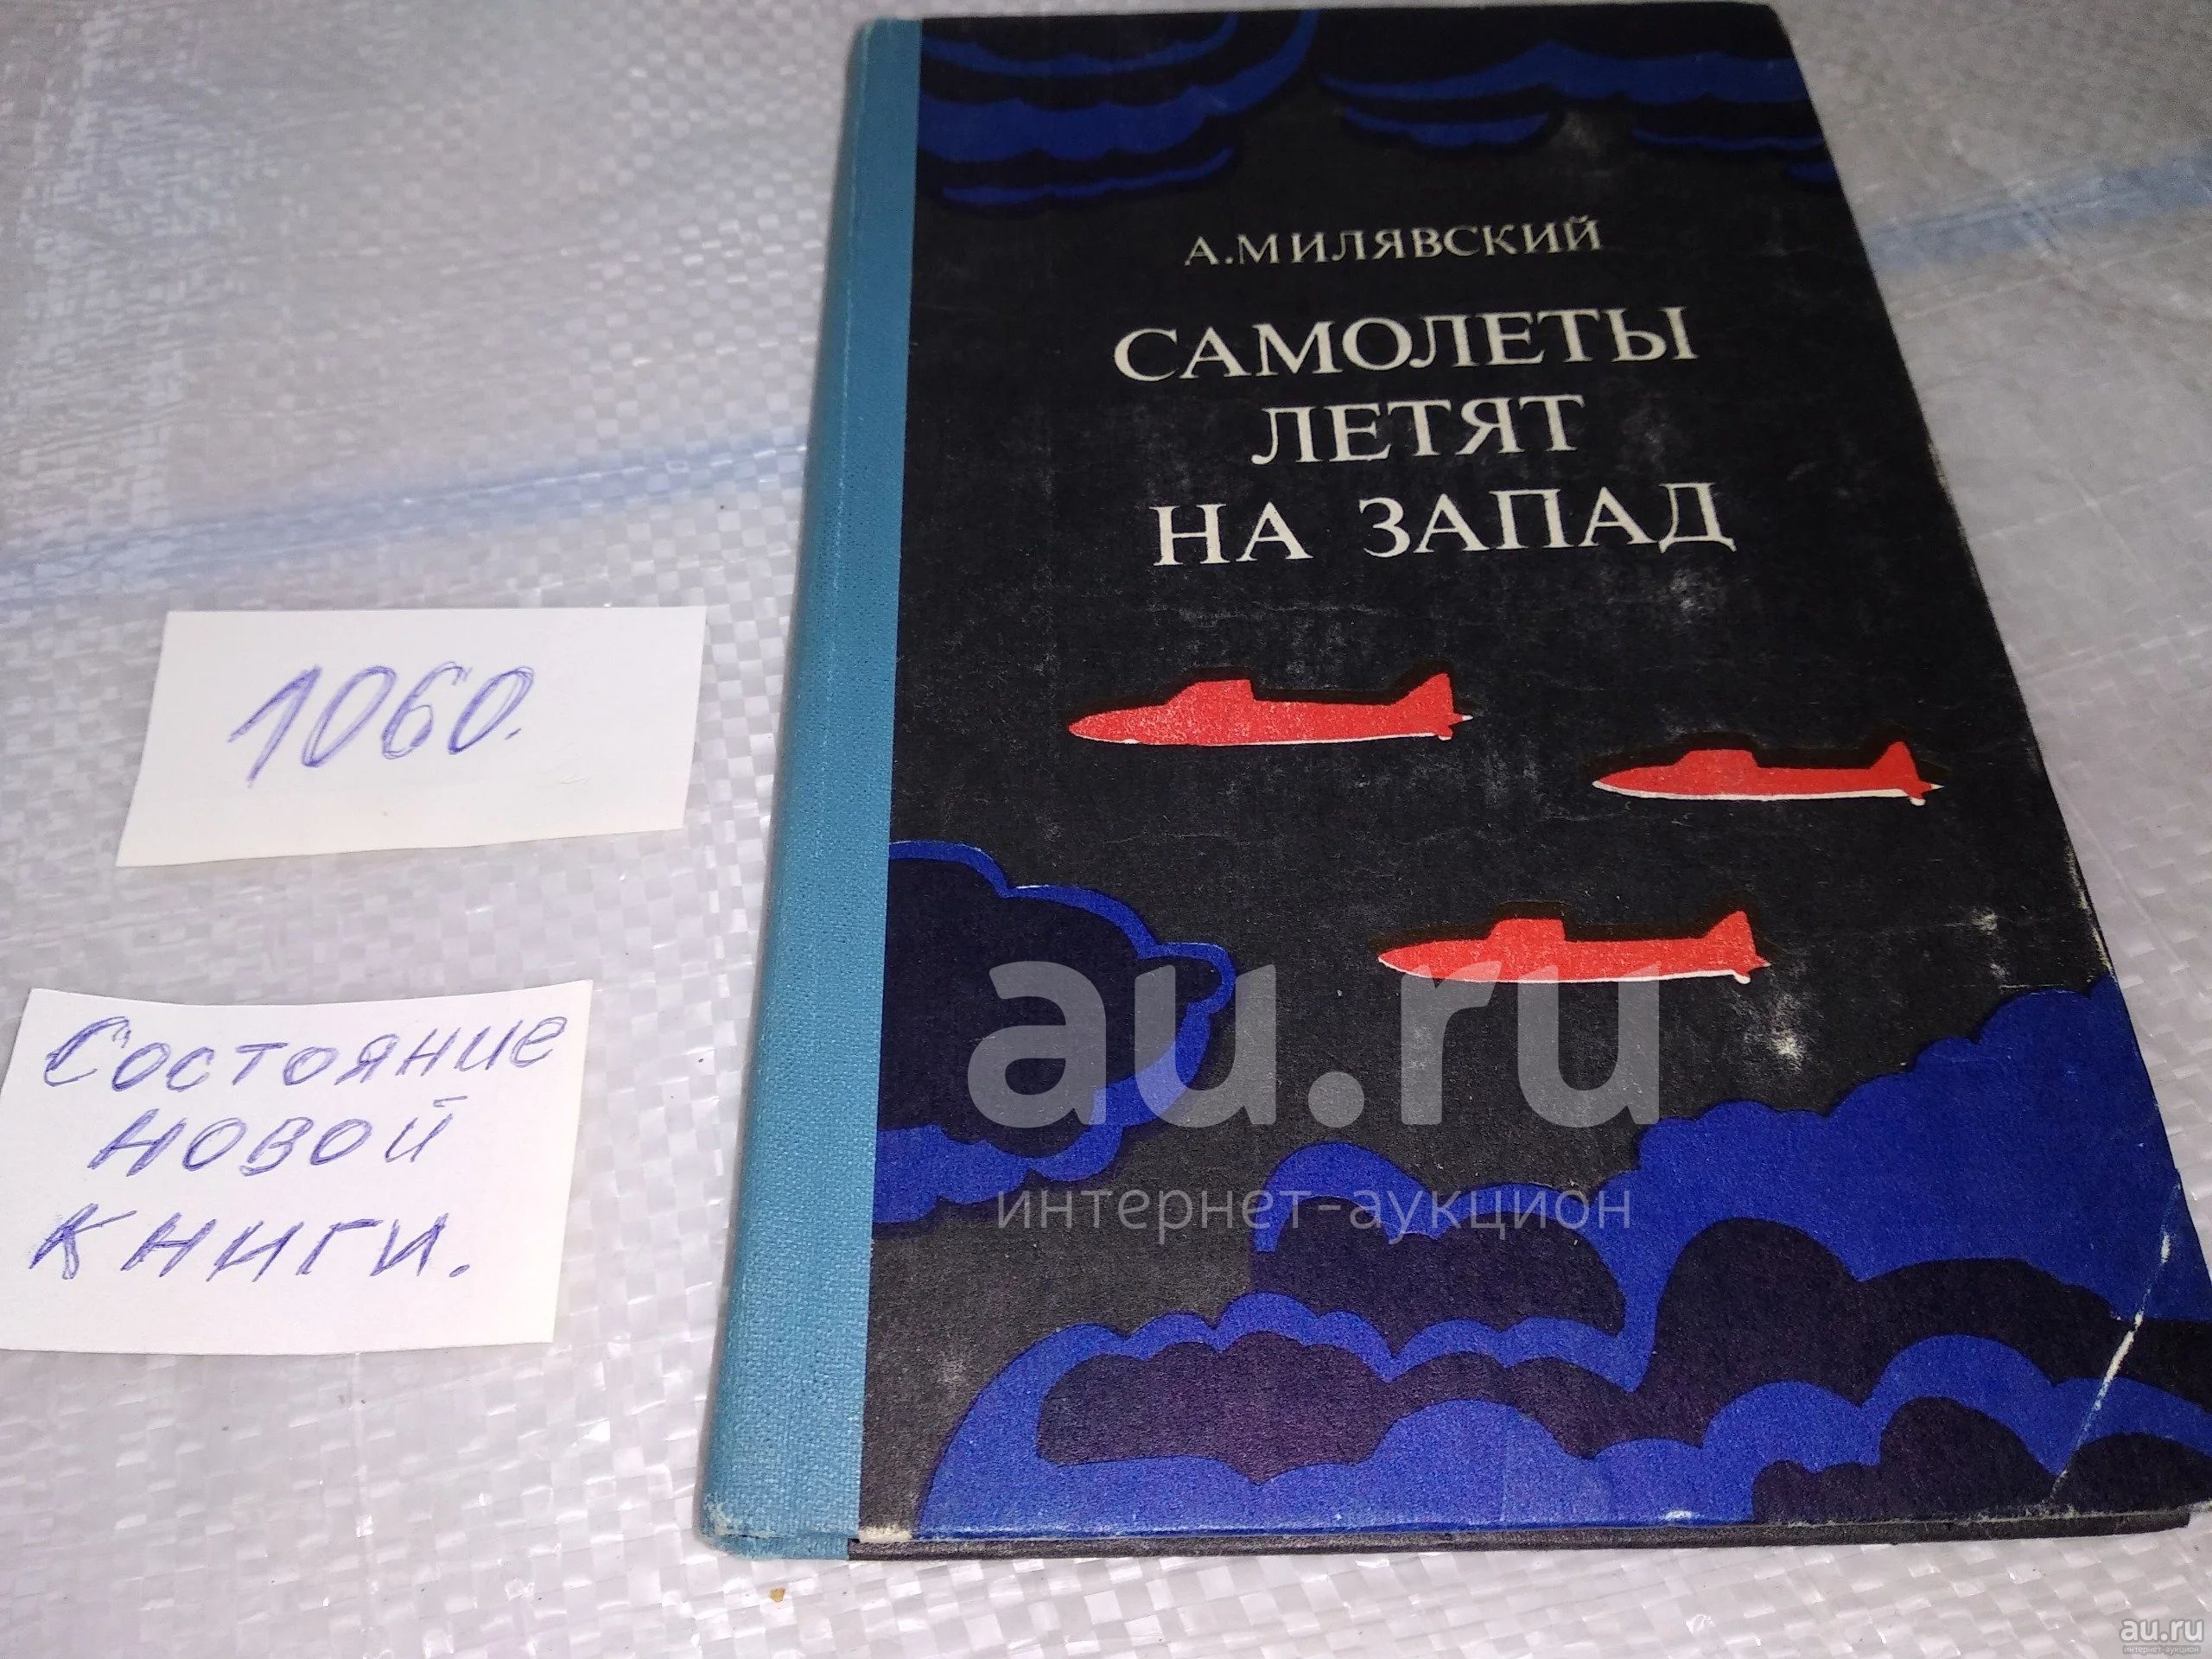 А.МИЛЯВСКИЙ
САМОЛЕТЫ
ЛЕТЯТ
НА ЗАПАД
1060.
Состояние
новой
книги.
au.ru
интернет-аукцион
au.ru
интернет-аукцион